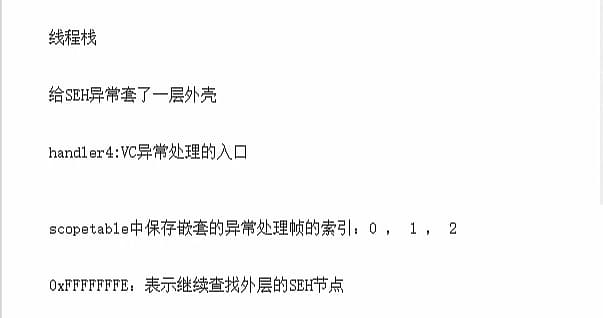 线程栈
给SEH异常套了一层外壳
handler4:VC异常处理的入口
scopetable中保存嵌套的异常处理帧的索引：0 ， 1 ， 2
0xFFFFFFFE：表示继续查找外层的SEH节点